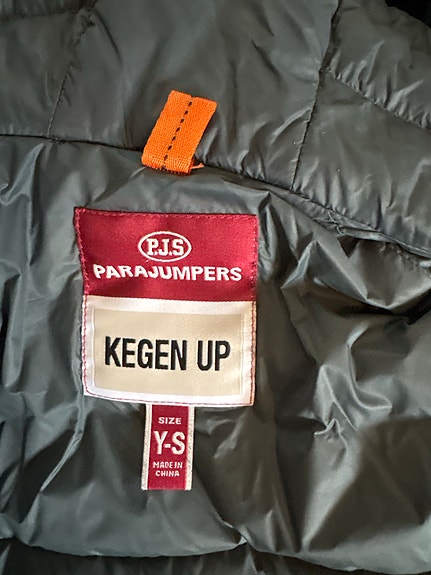 P.J.S
PARAJUMPERS
KEGEN UP
SIZE
Y-S
MADE IN
CHINA